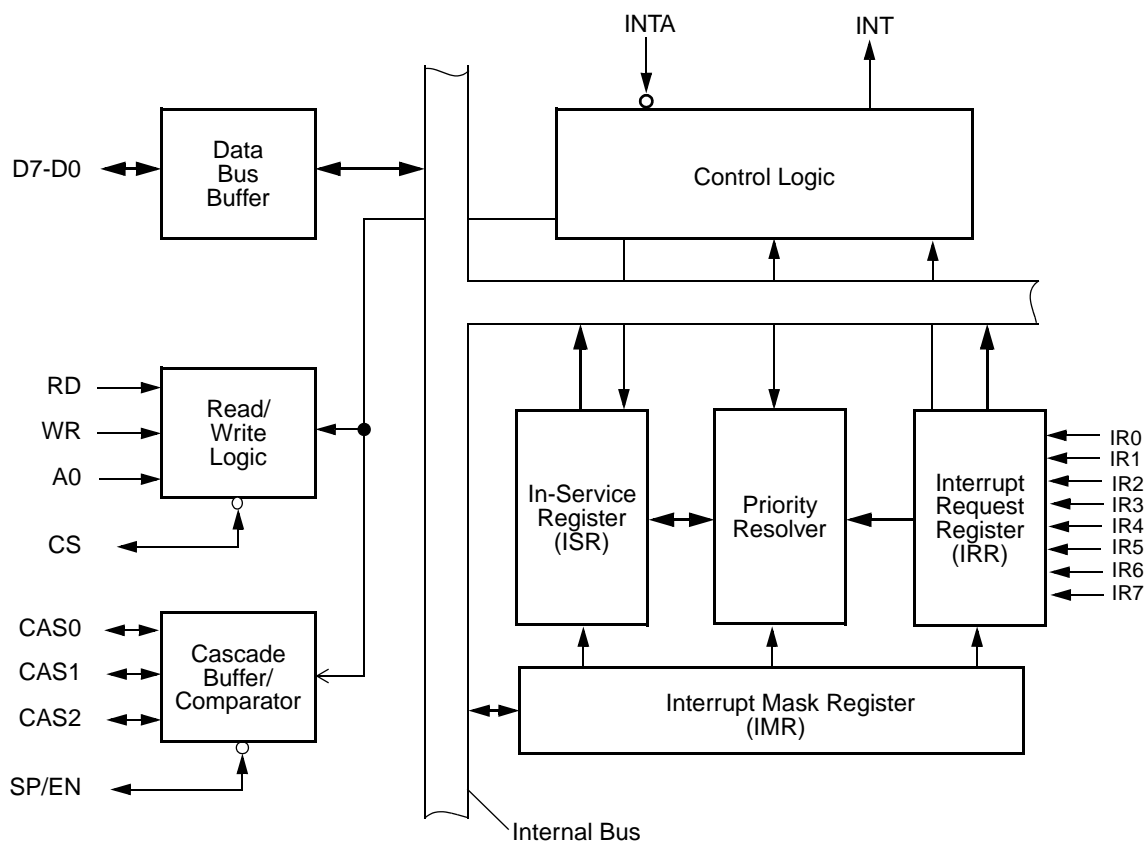 INTA
INT
D7-D0
Data
Bus
Buffer
Control Logic
RD
WR
A0
Read/
Write
Logic
CS
In-Service
Register
(ISR)
Priority
Resolver
Interrupt
Request
Register
(IRR)
IR0
IR1
IR2
IR3
IR4
IR5
IR6
IR7
CAS0
CAS1
CAS2
Cascade
Buffer/
Comparator
SP/EN
Interrupt Mask Register
(IMR)
Internal Bus